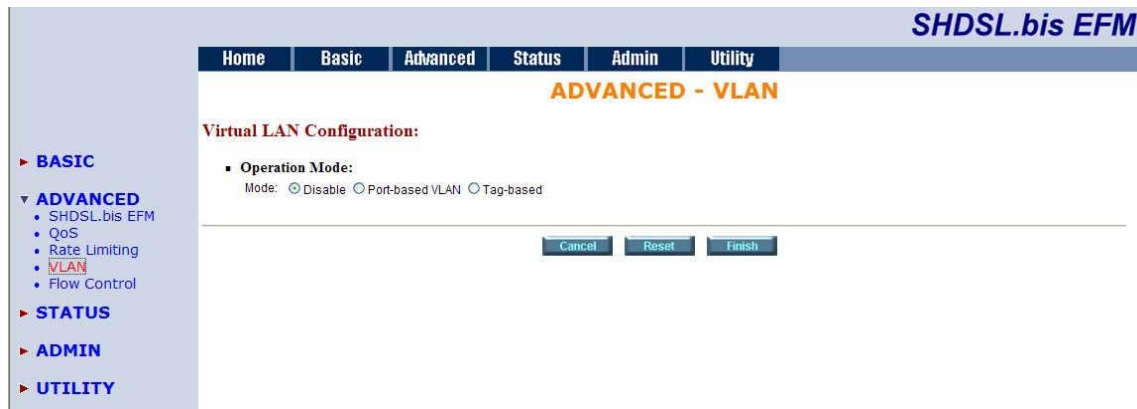 SHDSL.bis EFM
Home Basic Advanced Status Admin Utility
ADVANCED - VLAN
BASIC
ADVANCED
SHDSL.bis EFM
QoS
Rate Limiting
VLAN
Flow Control
STATUS
ADMIN
UTILITY
Virtual LAN Configuration:
Operation Mode:
Mode: Disable Port-based VLAN Tag-based
Cancel Reset Finish